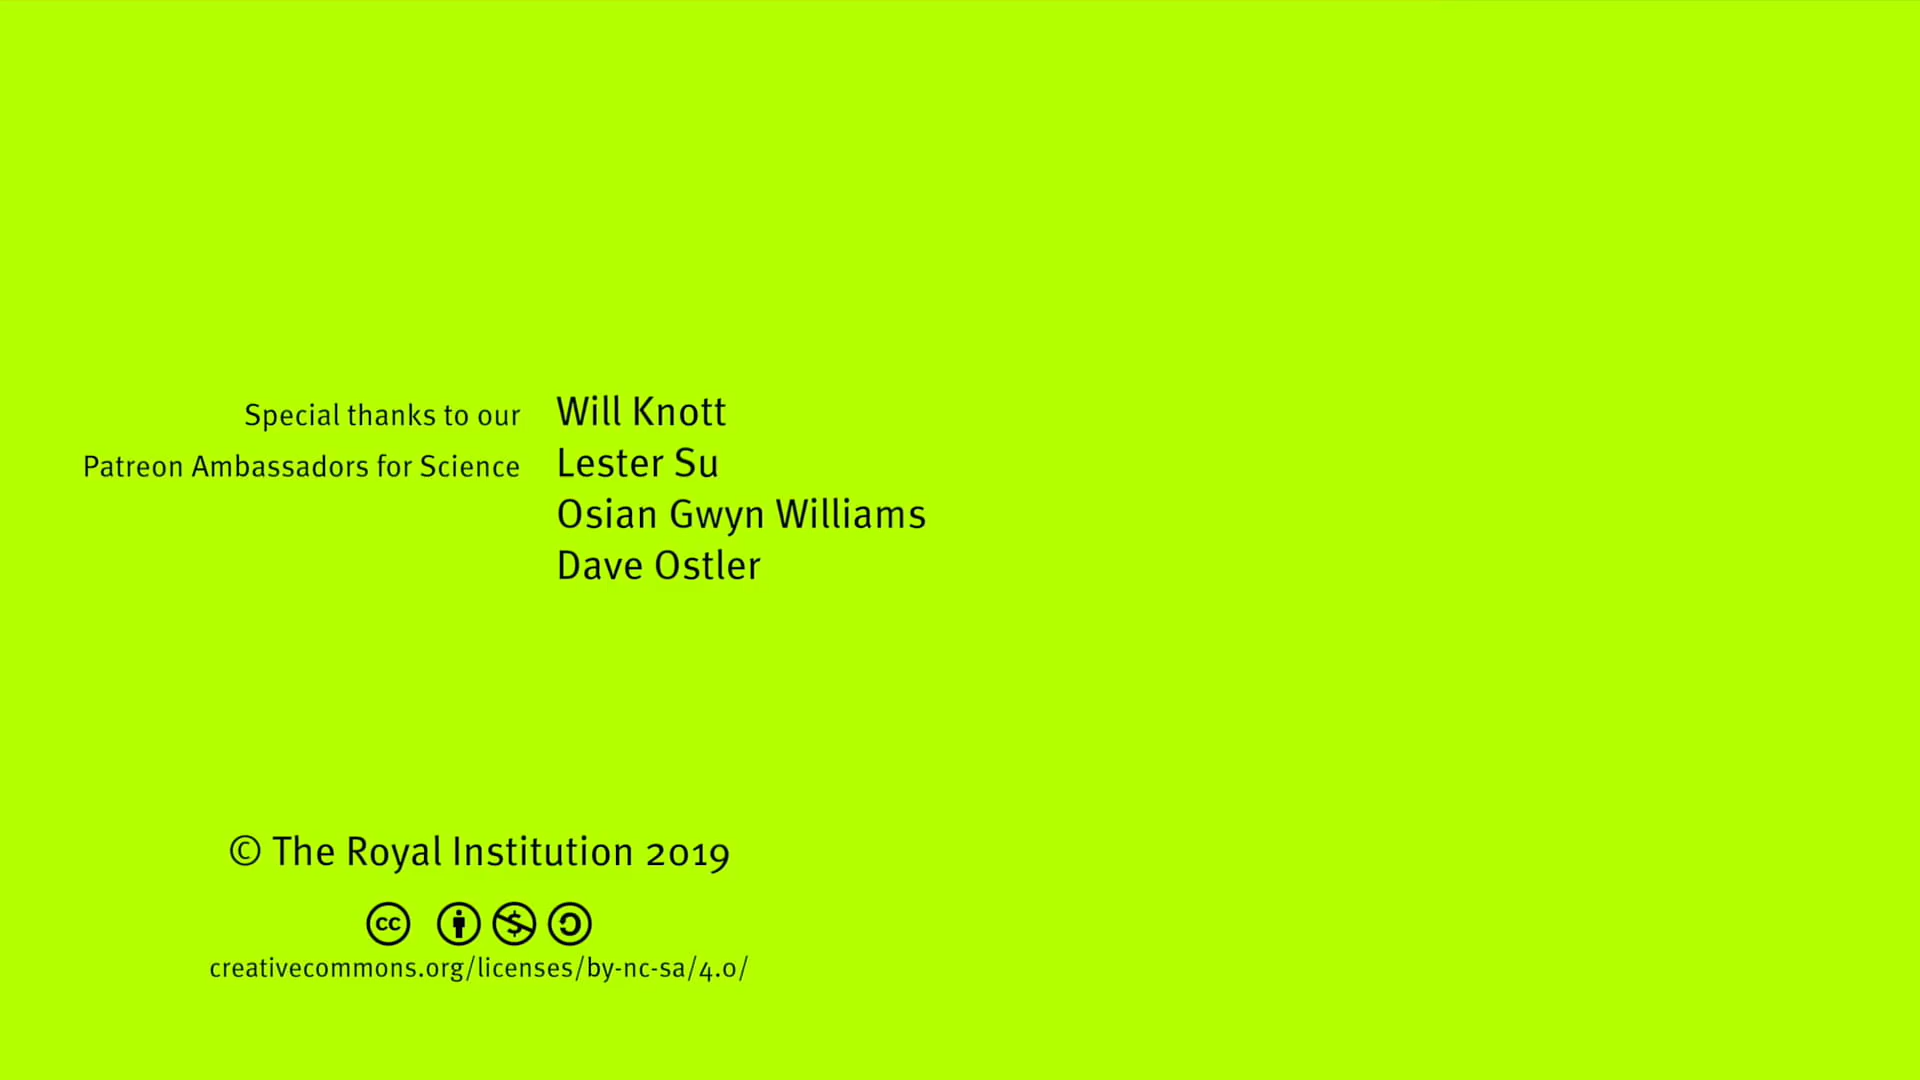 Special thanks to our Will Knott
Patreon Ambassadors for Science Lester Su
Osian Gwyn Williams
Dave Ostler
© The Royal Institution 2019
cc
creativecommons.org/licenses/by-nc-sa/4.0/